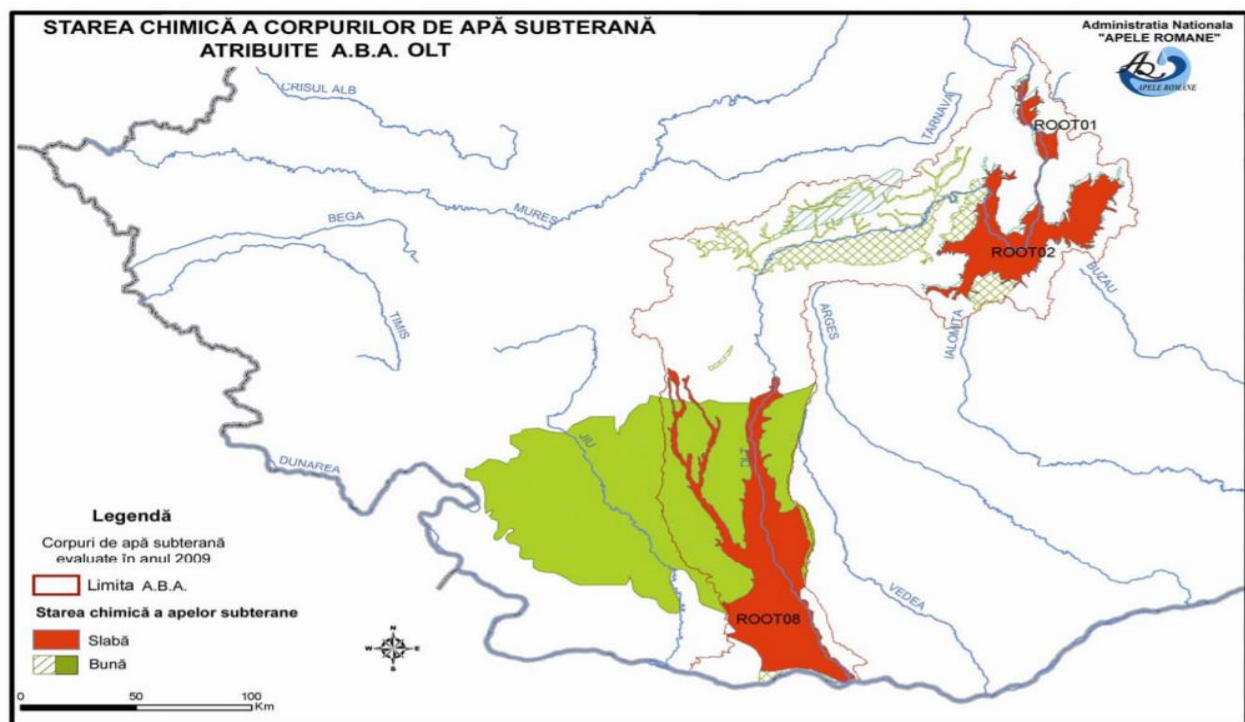 STAREA CHIMICĂ A CORPURILOR DE APĂ SUBTERANĂ
ATRIBUITE A.B.A. OLT
Administratia Nationala
"APELE ROMANE"
APELE ROMANE
CRISUL ALB
TARNAVA
ROOT01
MURES
BEGA
ROOT02
BUZAU
TIMIS
ARGES
IALOMITA
JIU
OLT
DUNAREA
VEDEA
ROOT08
Legendă
Corpuri de apă subterană
evaluate în anul 2009
Limita A.B.A.
Starea chimică a apelor subterane
Slabă
Bună
N
W E
S
0 50 100
Km